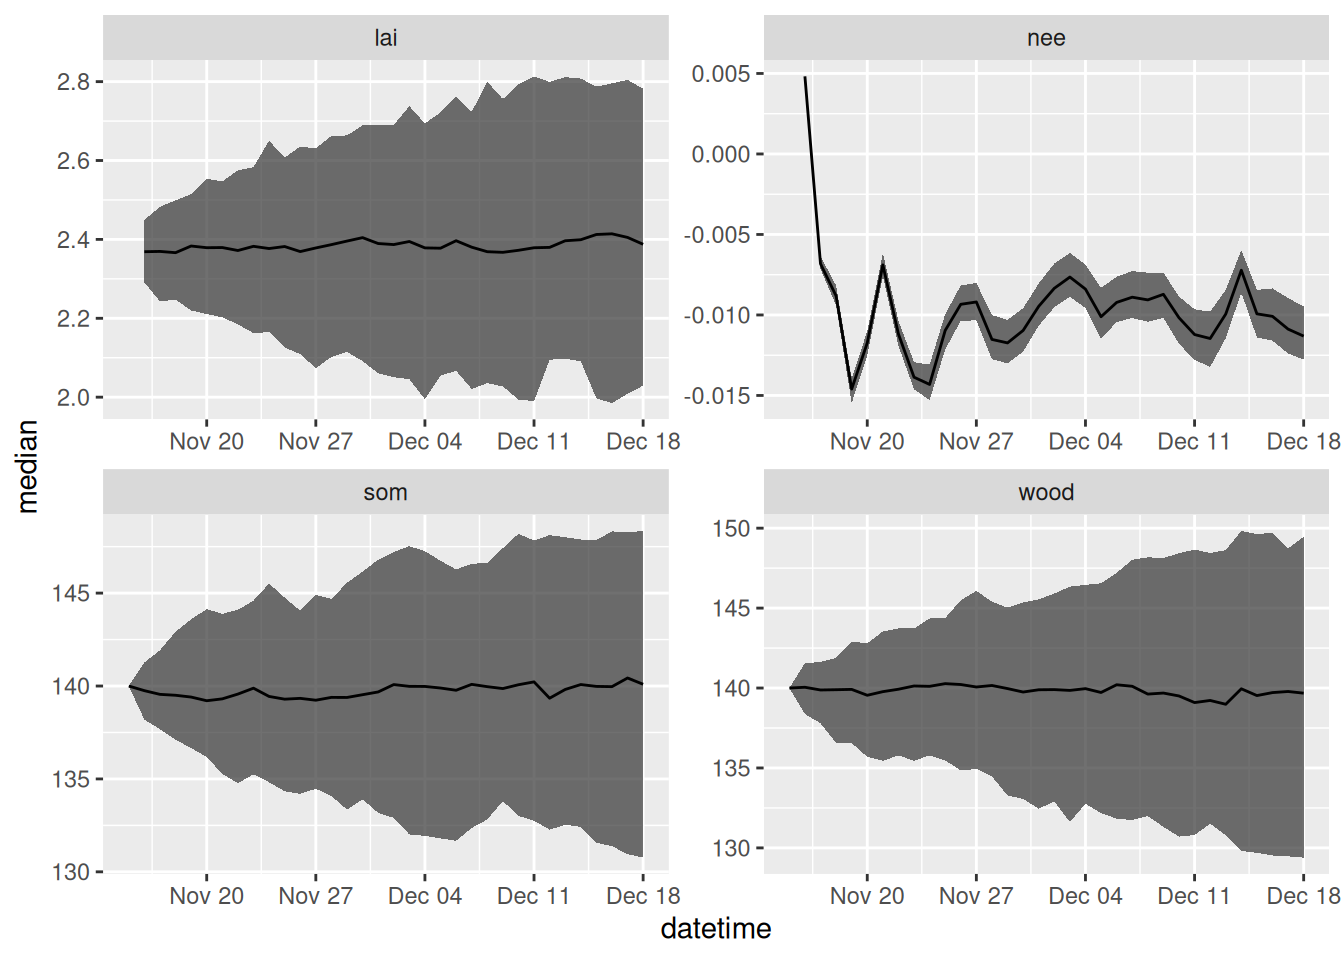 lai
nee
2.8
2.6
2.4
2.2
2.0
0.005
0.000
-0.005
-0.010
-0.015
Nov 20 Nov 27 Dec 04 Dec 11 Dec 18
Nov 20 Nov 27 Dec 04 Dec 11 Dec 18
median
som
wood
145
140
135
130
150
145
140
135
130
Nov 20 Nov 27 Dec 04 Dec 11 Dec 18
Nov 20 Nov 27 Dec 04 Dec 11 Dec 18
datetime